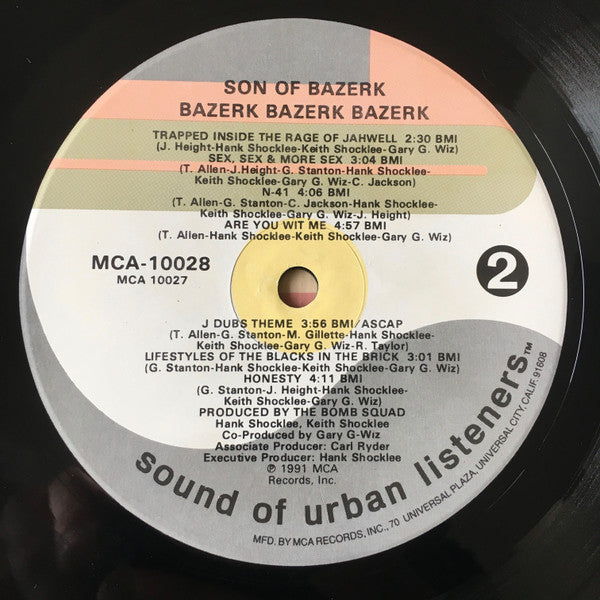 SON OF BAZERK
BAZERK BAZERK BAZERK
TRAPPED INSIDE THE RAGE OF JAHWELL 2:30 BMI
(J. Height-Hank Shocklee-Keith Shocklee-Gary G. Wiz)
SEX, SEX & MORE SEX 3:04 BMI
(T. Allen-J.Height-G. Stanton-Hank Shocklee-
Keith Shocklee-Gary G. Wiz-C. Jackson)
N-41 4:06 BMI
(T. Allen-G. Stanton-C. Jackson-Hank Shocklee-
Keith Shocklee-Gary G. Wiz-J. Height)
ARE YOU WIT ME 4:57 BMI
(T. Allen-Hank Shocklee-Keith Shocklee-Gary G. Wiz)
MCA-10028
MCA 10027
2
J DUBS THEME 3:56 BMI/ASCAP
(T. Allen-G. Stanton-M. Gillette-Hank Shocklee-
Keith Shocklee-Gary G. Wiz-R. Taylor)
LIFESTYLES OF THE BLACKS IN THE BRICK 3:01 BMI
(G. Stanton-Hank Shocklee-Keith Shocklee-Gary G. Wiz)
HONESTY 4:11 BMI
(G. Stanton-J. Height-Hank Shocklee-
Keith Shocklee-Gary G. Wiz)
PRODUCED BY THE BOMB SQUAD
Hank Shocklee, Keith Shocklee
Co-Produced by Gary G-Wiz
Associate Producer: Carl Ryder
Executive Producer: Hank Shocklee
℗ 1991 MCA
Records, Inc.
sound of urban listeners™
MFD. BY MCA RECORDS, INC., 70 UNIVERSAL PLAZA, UNIVERSAL CITY, CALIF. 91608